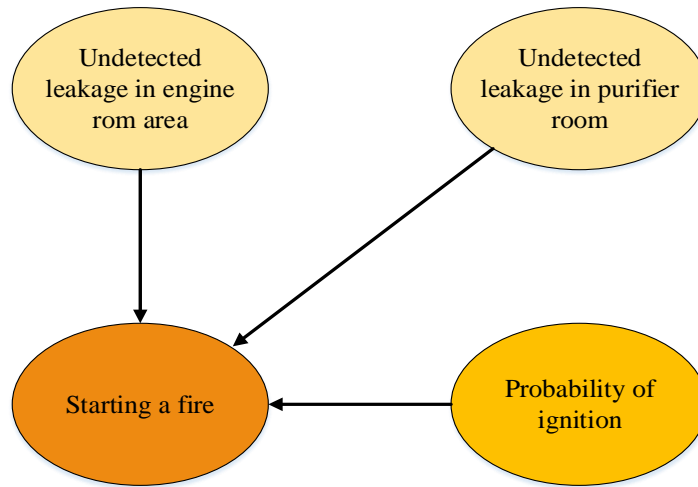 Undetected
leakage in engine
rom area
Undetected
leakage in purifier
room
Starting a fire
Probability of
ignition